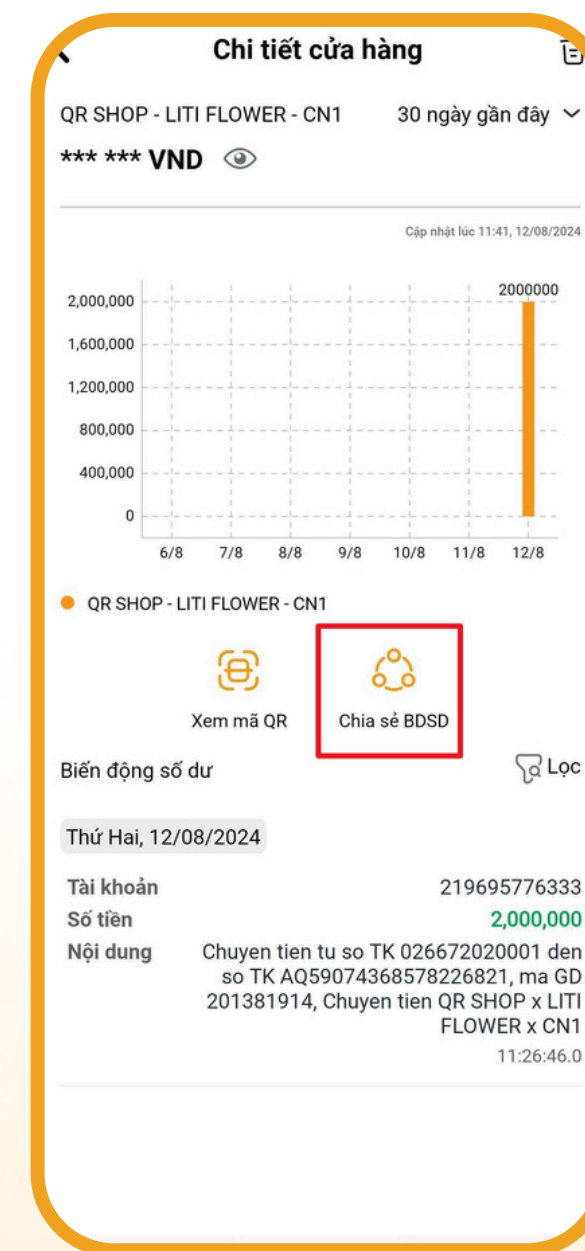 Chi tiết cửa hàng
QR SHOP - LITI FLOWER - CN1 30 ngày gần đây
*** *** VND
Cập nhật lúc 11:41, 12/08/2024
2000000
2,000,000
1,600,000
1,200,000
800,000
400,000
0
6/8 7/8 8/8 9/8 10/8 11/8 12/8
QR SHOP - LITI FLOWER - CN1
Xem mã QR Chia sẻ BDSD
Biến động số dư Lọc
Thứ Hai, 12/08/2024
Tài khoản 219695776333
Số tiền 2,000,000
Nội dung Chuyen tien tu so TK 026672020001 den
so TK AQ59074368578226821, ma GD
201381914, Chuyen tien QR SHOP x LITI
FLOWER x CN1
11:26:46.0